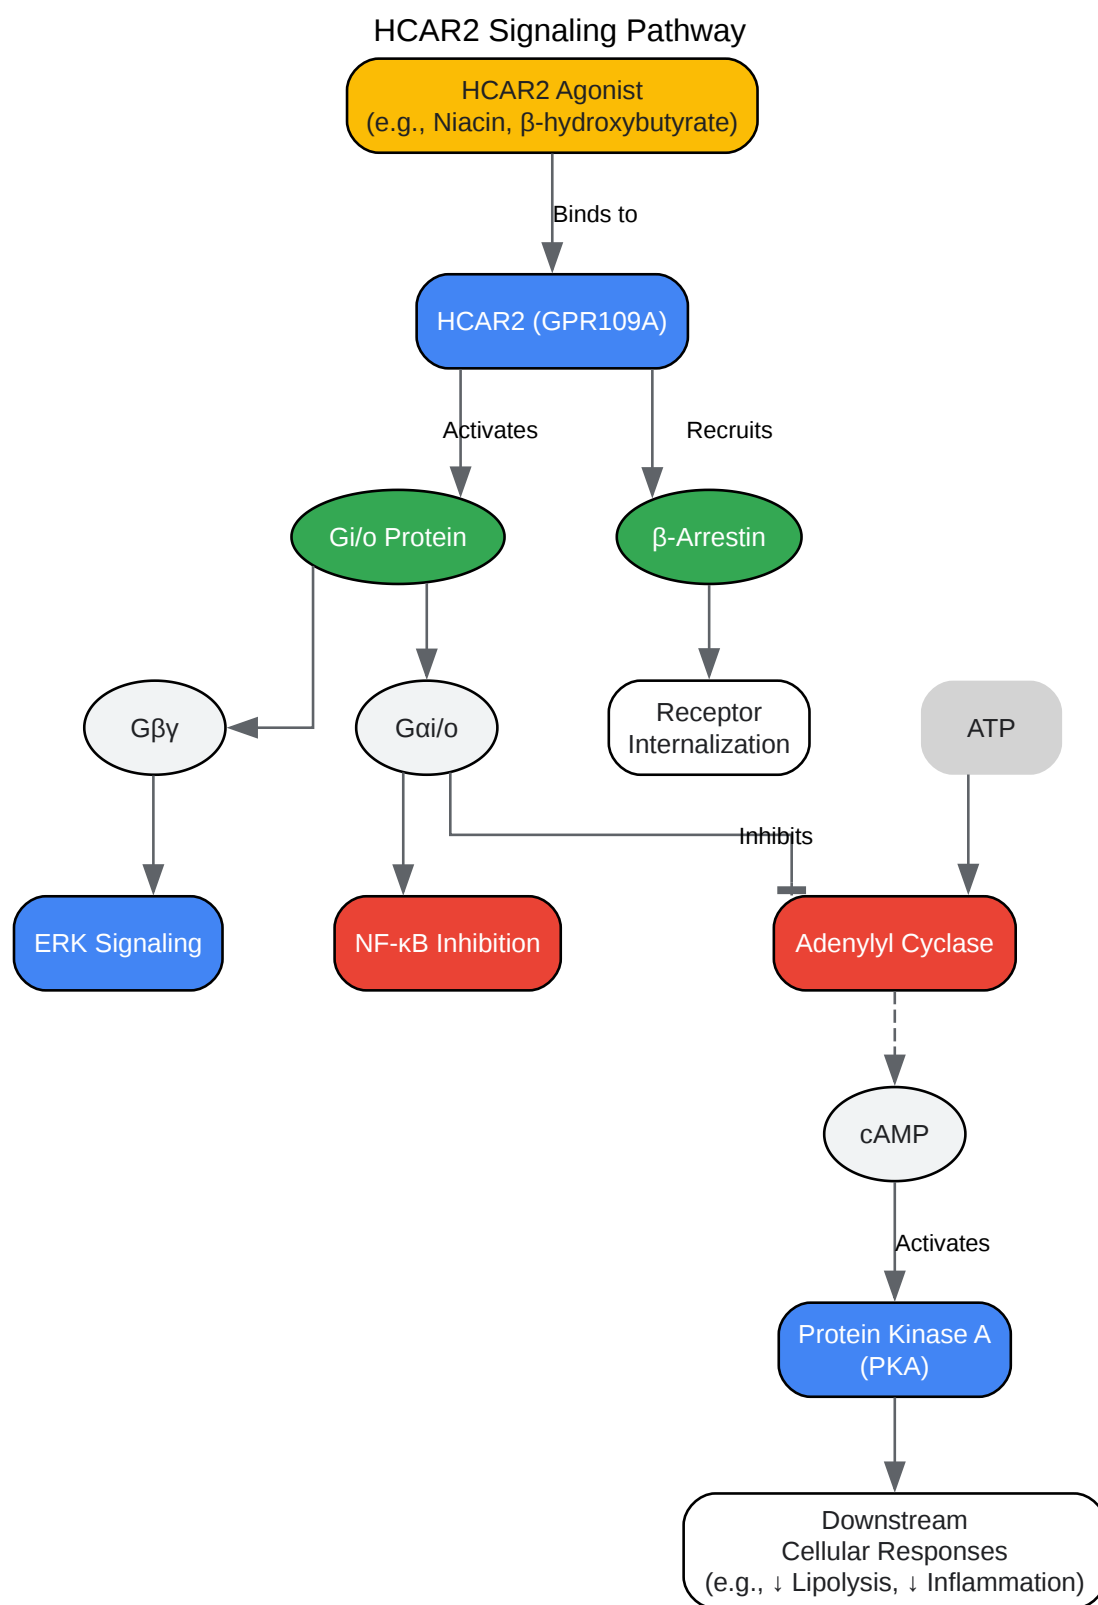 HCAR2 Signaling Pathway
HCAR2 Agonist
(e.g., Niacin, β-hydroxybutyrate)
Binds to
HCAR2 (GPR109A)
Activates
Recruits
Gi/o Protein
β-Arrestin
Gβγ
Gαi/o
Receptor
Internalization
ATP
Inhibits
ERK Signaling
NF-κB Inhibition
Adenylyl Cyclase
cAMP
Activates
Protein Kinase A
(PKA)
Downstream
Cellular Responses
(e.g., ↓ Lipolysis, ↓ Inflammation)